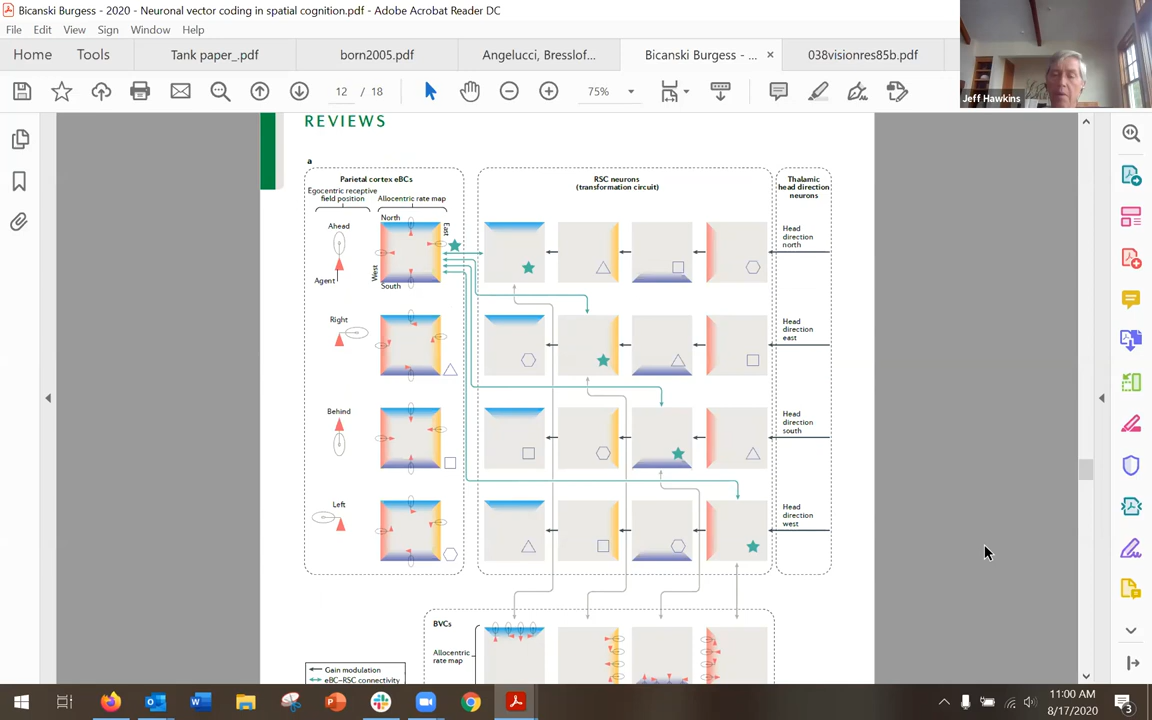 Bicanski Burgess - 2020 - Neuronal vector coding in spatial cognition.pdf - Adobe Acrobat Reader DC
File Edit View Sign Window Help
Home Tools Tank paper_.pdf born2005.pdf Angelucci, Bresslof... Bicanski Burgess - ... × 038visionres85b.pdf
12 / 18 75%
Jeff Hawkins
REVIEWS
a
Parietal cortex eBCs
Egocentric receptive
field position
Allocentric rate map
RSC neurons
(transformation circuit)
Thalamic
head direction
neurons
North
East
West
South
Ahead
Agent
Head
direction
north
Right
Head
direction
east
Behind
Head
direction
south
Left
Head
direction
west
BVCs
Allocentric
rate map
Gain modulation
eBC–RSC connectivity
11:00 AM
8/17/2020
3